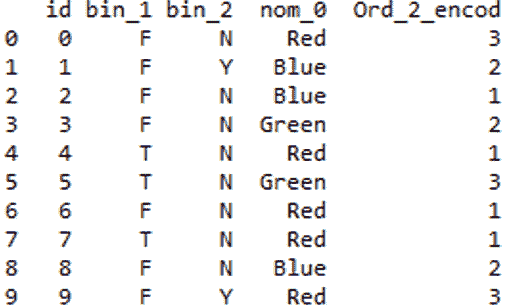 id bin_1 bin_2 nom_0 Ord_2_encod
0 0 F N Red 3
1 1 F Y Blue 2
2 2 F N Blue 1
3 3 F N Green 2
4 4 T N Red 1
5 5 T N Green 3
6 6 F N Red 1
7 7 T N Red 1
8 8 F N Blue 2
9 9 F Y Red 3